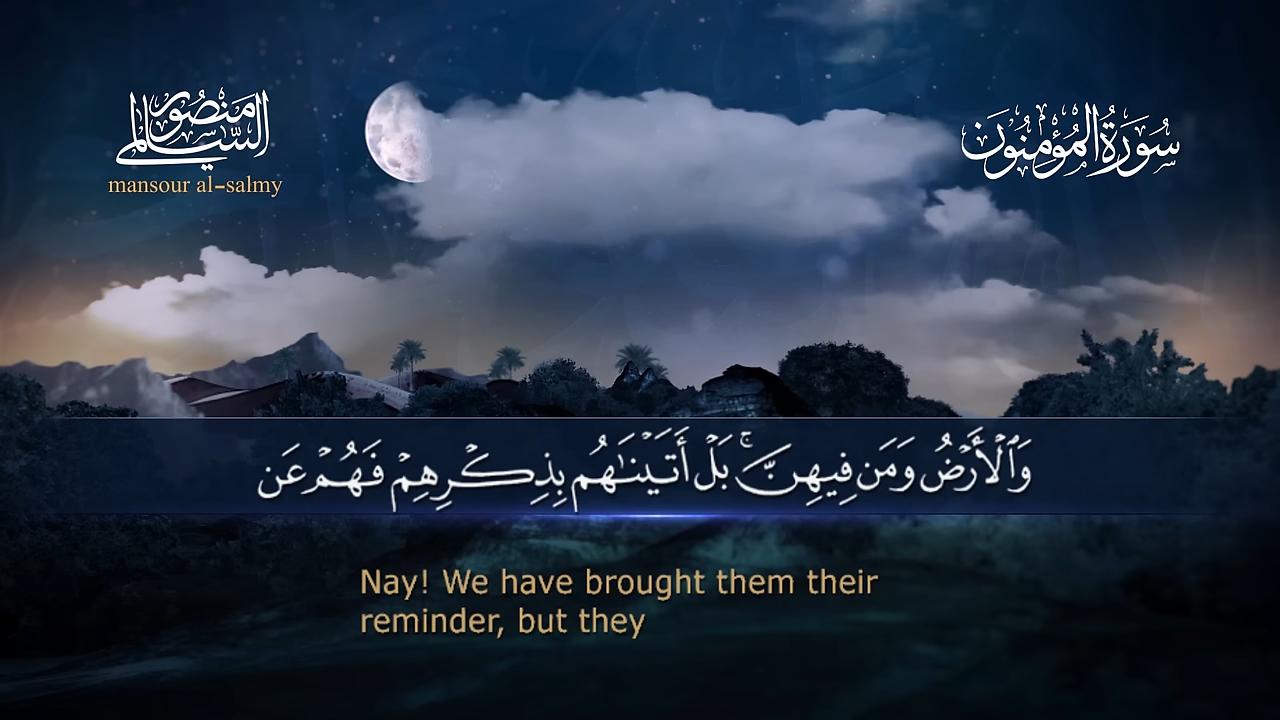 منصور السالمي
mansour al-salmy
سُورَةُ المُؤْمِنُون
وَٱلْأَرْضُ وَمَن فِيهِنَّ ۚ بَلْ أَتَيْنَـٰهُم بِذِكْرِهِمْ فَهُمْ عَن
Nay! We have brought them their
reminder, but they